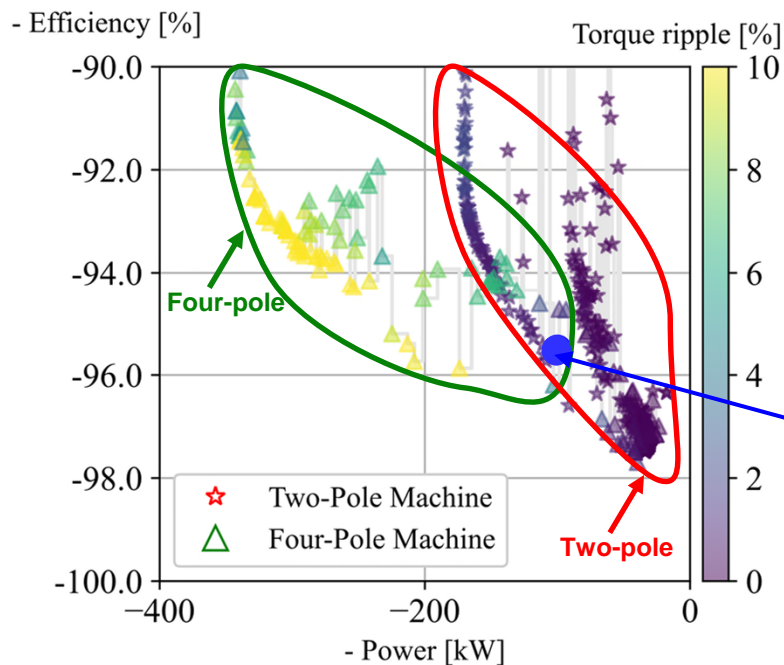 - Efficiency [%]
Torque ripple [%]
-90.0
-92.0
-94.0
-96.0
-98.0
-100.0
10
8
6
4
2
0
Four-pole
Two-Pole Machine
Four-Pole Machine
Two-pole
−400
−200
0
- Power [kW]